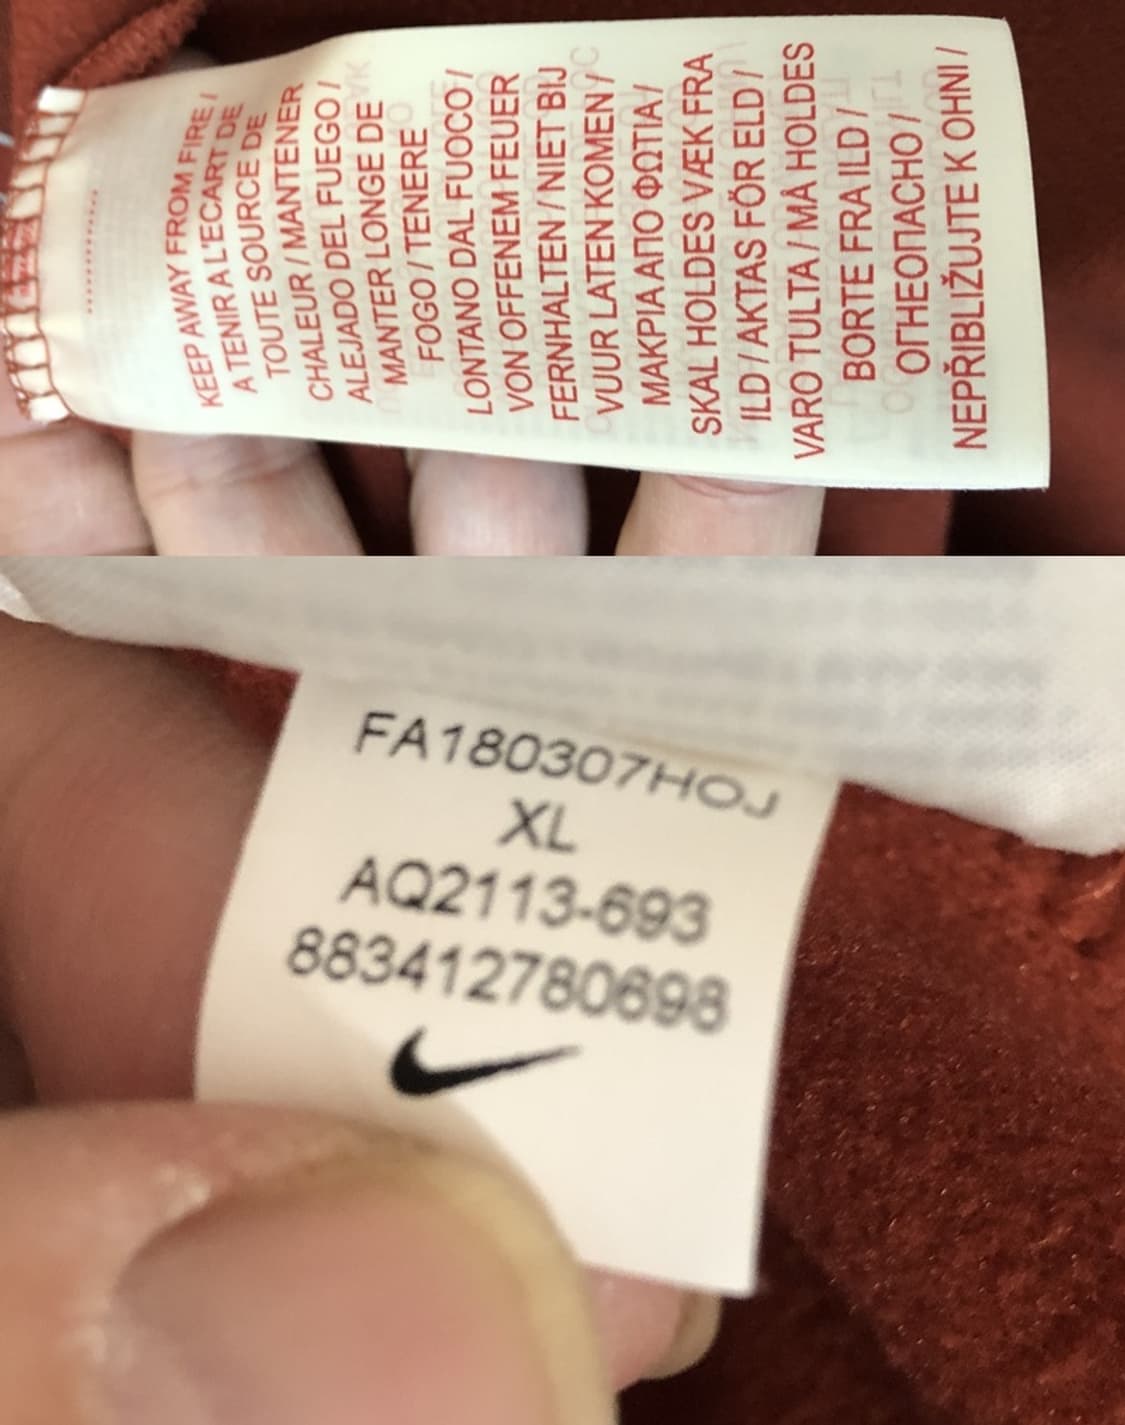 KEEP AWAY FROM FIRE /
A TENIR A L'ECART DE
TOUTE SOURCE DE
CHALEUR / MANTENER
ALEJADO DEL FUEGO /
MANTER LONGE DE
FOGO / TENERE
LONTANO DAL FUOCO /
VON OFFENEM FEUER
FERNHALTEN / NIET BIJ
VUUR LATEN KOMEN /
ΜΑΚΡΙΑ ΑΠΟ ΦΩΤΙΑ /
SKAL HOLDES VÆK FRA
ILD / AKTAS FÖR ELD /
VARO TULTA / MÅ HOLDES
BORTE FRA ILD /
ОГНЕОПАСНО /
NEPŘIBLIŽUJTE K OHNI /
FA180307HOJ
XL
AQ2113-693
883412780698